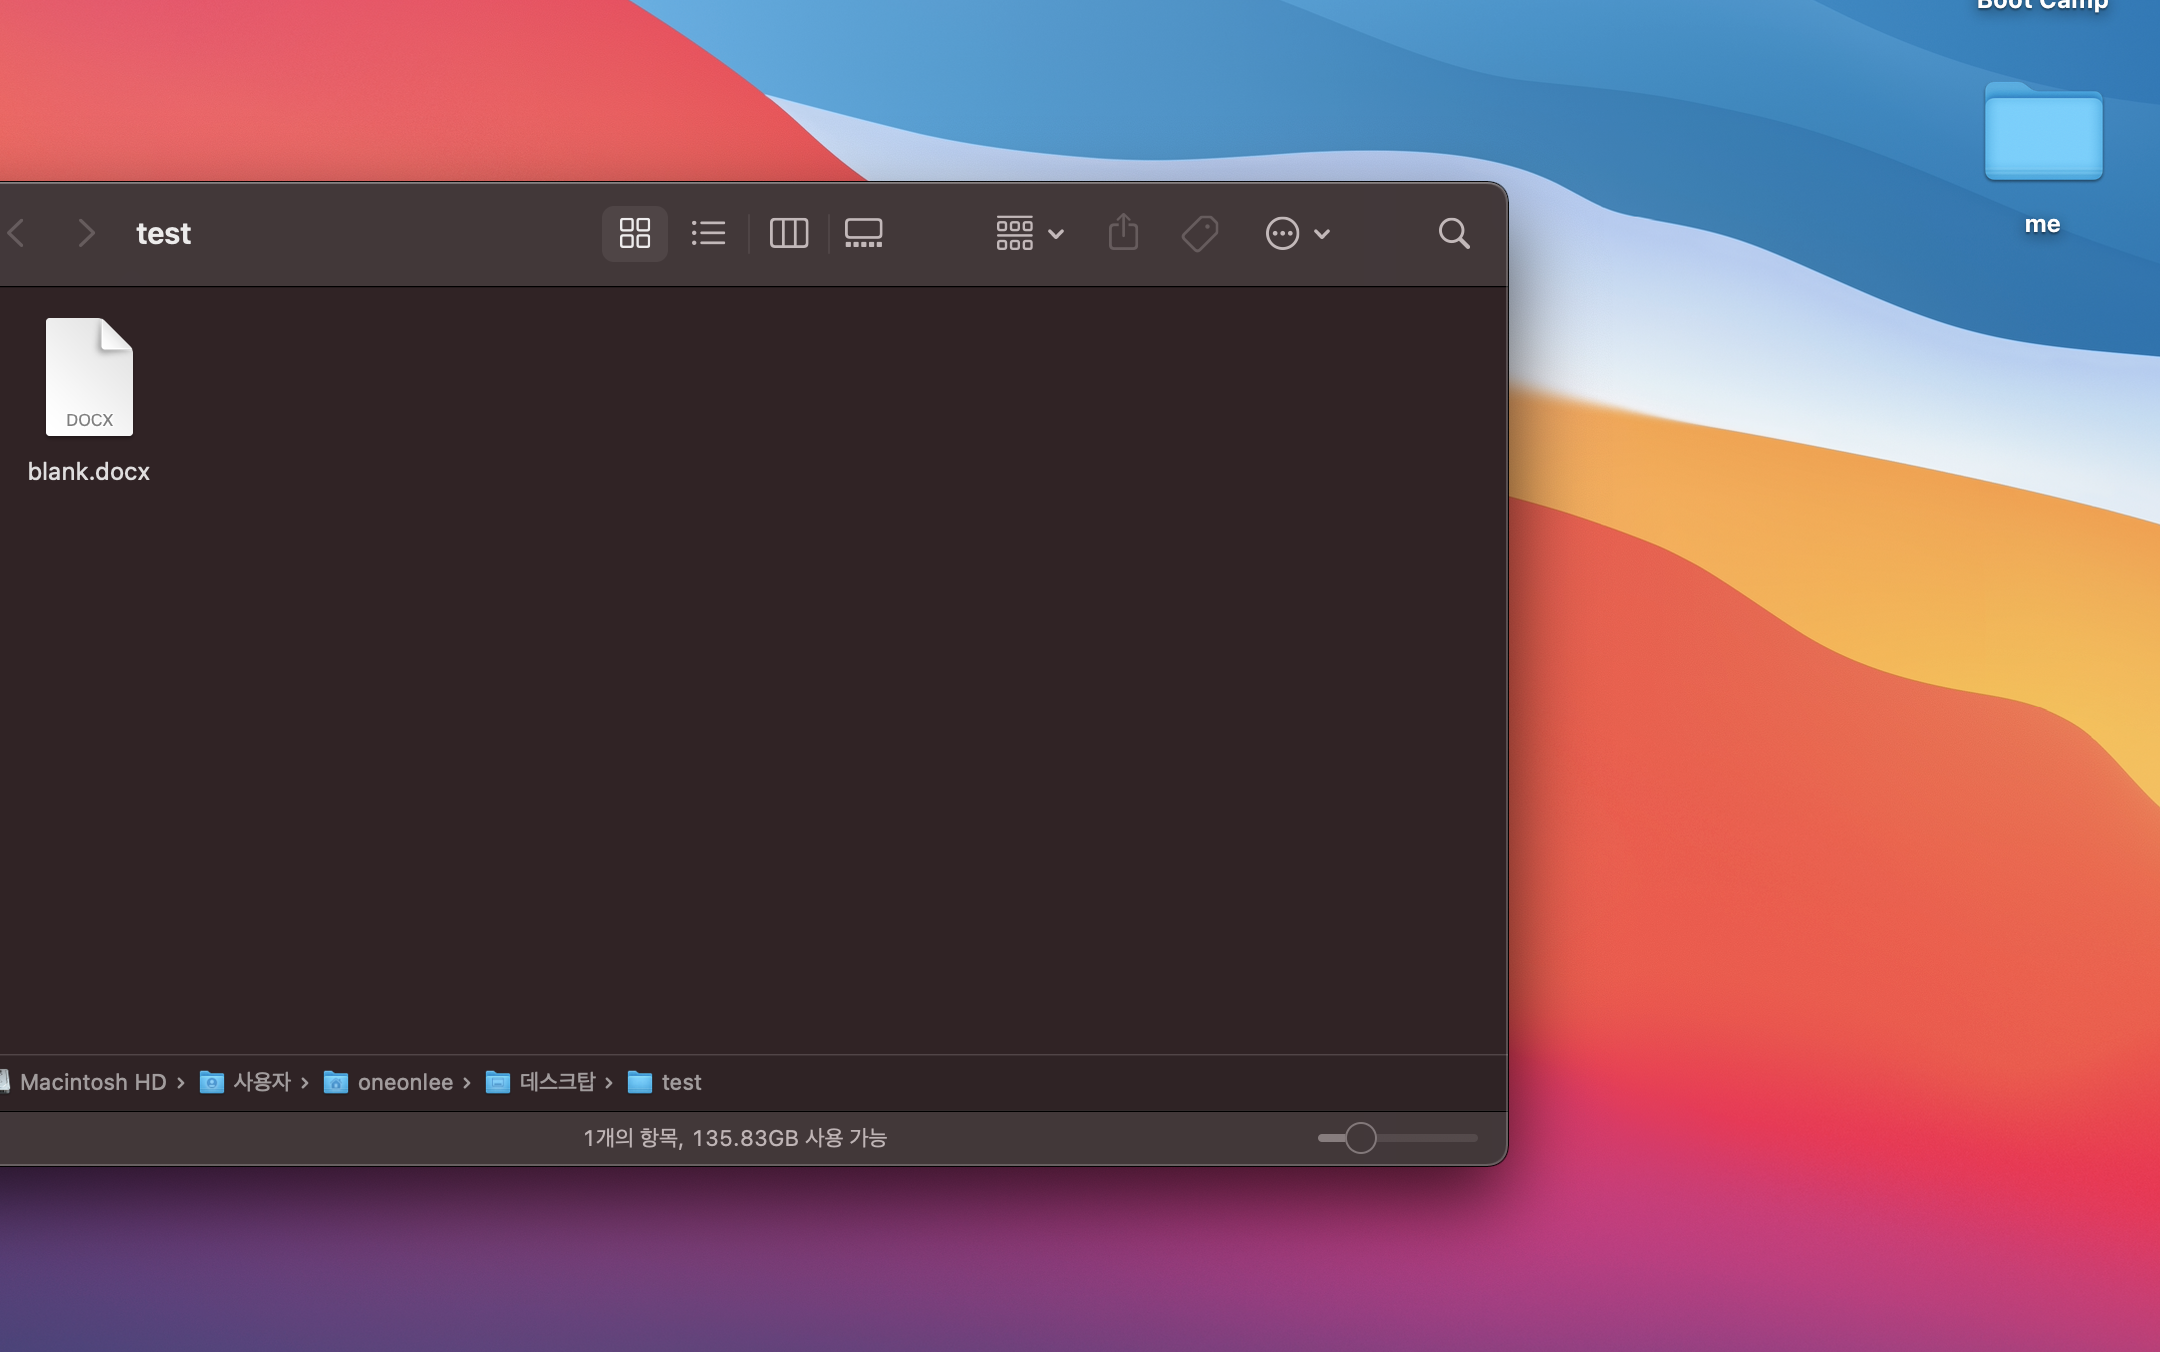 Boot Camp
me
test
DOCX
blank.docx
Macintosh HD › 사용자 › oneonlee › 데스크탑 › test
1개의 항목, 135.83GB 사용 가능